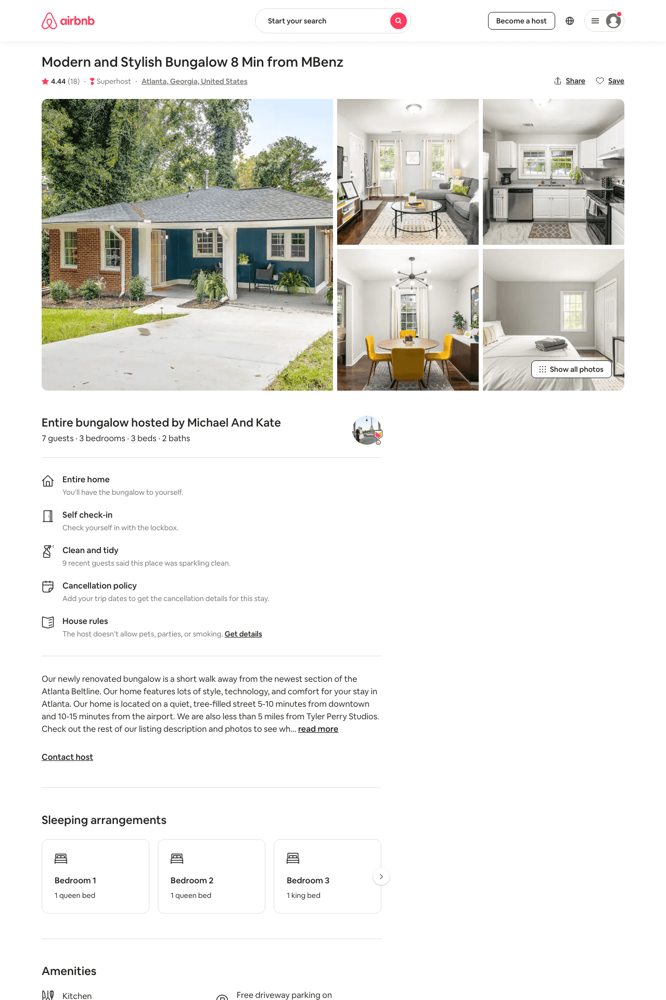 airbnb
Start your search
Become a host
Modern and Stylish Bungalow 8 Min from MBenz
4.44 (18) · Superhost · Atlanta, Georgia, United States
Share
Save
Show all photos
Entire bungalow hosted by Michael And Kate
7 guests · 3 bedrooms · 3 beds · 2 baths
Entire home
You'll have the bungalow to yourself.
Self check-in
Check yourself in with the lockbox.
Clean and tidy
9 recent guests said this place was sparkling clean.
Cancellation policy
Add your trip dates to get the cancellation details for this stay.
House rules
The host doesn't allow pets, parties, or smoking. Get details
Our newly renovated bungalow is a short walk away from the newest section of the
Atlanta Beltline. Our home features lots of style, technology, and comfort for your stay in
Atlanta. Our home is located on a quiet, tree-filled street 5-10 minutes from downtown
and 10-15 minutes from the airport. We are also less than 5 miles from Tyler Perry Studios.
Check out the rest of our listing description and photos to see wh... read more
Contact host
Sleeping arrangements
Bedroom 1
1 queen bed
Bedroom 2
1 queen bed
Bedroom 3
1 king bed
Amenities
Kitchen
Free driveway parking on